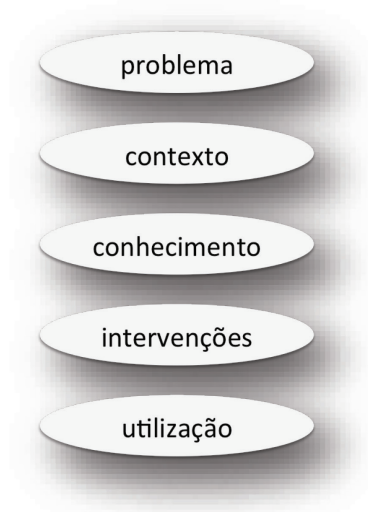 problema
contexto
conhecimento
intervenções
utilização